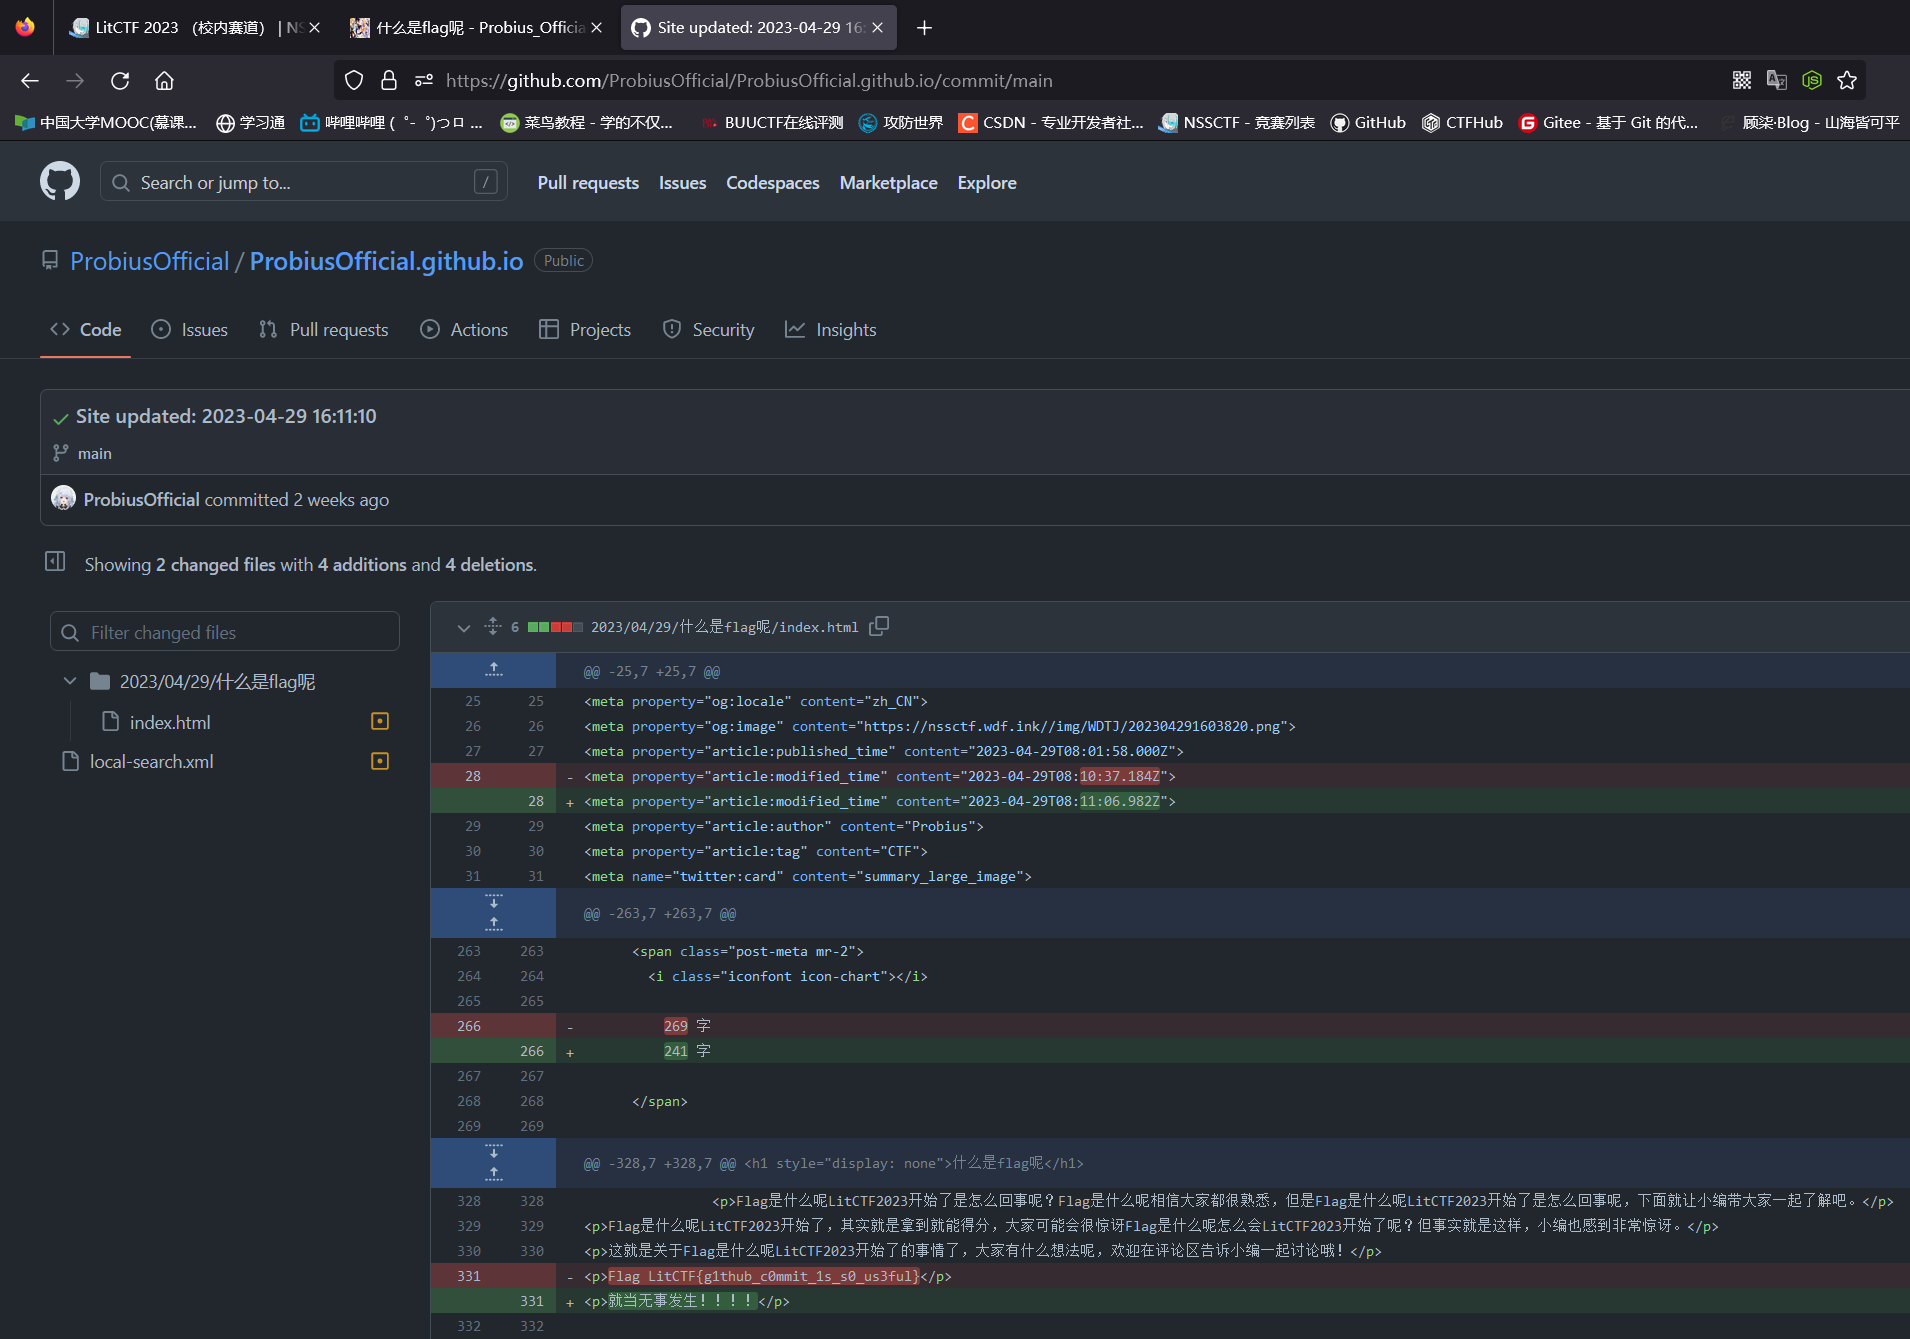 LitCTF 2023 （校内赛道） | NS
什么是flag呢 - Probius_Officia
Site updated: 2023-04-29 16:
https://github.com/ProbiusOfficial/ProbiusOfficial.github.io/commit/main
中国大学MOOC(慕课... 学习通 哔哩哔哩 ( ゜- ゜)つロ ... 菜鸟教程 - 学的不仅... BUUCTF在线评测 攻防世界 CSDN - 专业开发者社... NSSCTF - 竞赛列表 GitHub CTFHub Gitee - 基于 Git 的代... 顾柒·Blog - 山海皆可平
Search or jump to... / Pull requests Issues Codespaces Marketplace Explore
ProbiusOfficial / ProbiusOfficial.github.io Public
Code Issues Pull requests Actions Projects Security Insights
Site updated: 2023-04-29 16:11:10
main
ProbiusOfficial committed 2 weeks ago
Showing 2 changed files with 4 additions and 4 deletions.
Filter changed files
2023/04/29/什么是flag呢
index.html
local-search.xml
6 2023/04/29/什么是flag呢/index.html
@@ -25,7 +25,7 @@
25 25 <meta property="og:locale" content="zh_CN">
26 26 <meta property="og:image" content="https://nssctf.wdf.ink//img/WDTJ/202304291603820.png">
27 27 <meta property="article:published_time" content="2023-04-29T08:01:58.000Z">
28 - <meta property="article:modified_time" content="2023-04-29T08:10:37.184Z">
28 + <meta property="article:modified_time" content="2023-04-29T08:11:06.982Z">
29 29 <meta property="article:author" content="Probius">
30 30 <meta property="article:tag" content="CTF">
31 31 <meta name="twitter:card" content="summary_large_image">
@@ -263,7 +263,7 @@
263 263 <span class="post-meta mr-2">
264 264 <i class="iconfont icon-chart"></i>
265 265
266 - 269 字
266 + 241 字
267 267
268 268 </span>
269 269
@@ -328,7 +328,7 @@ <h1 style="display: none">什么是flag呢</h1>
328 328 <p>Flag是什么呢LitCTF2023开始了是怎么回事呢？Flag是什么呢相信大家都很熟悉，但是Flag是什么呢LitCTF2023开始了是怎么回事呢，下面就让小编带大家一起了解吧。</p>
329 329 <p>Flag是什么呢LitCTF2023开始了，其实就是拿到就能得分，大家可能会很惊讶Flag是什么呢怎么会LitCTF2023开始了呢？但事实就是这样，小编也感到非常惊讶。</p>
330 330 <p>这就是关于Flag是什么呢LitCTF2023开始了的事情了，大家有什么想法呢，欢迎在评论区告诉小编一起讨论哦！</p>
331 - <p>Flag LitCTF{g1thub_c0mmit_1s_s0_us3ful}</p>
331 + <p>就当无事发生！！！！</p>
332 332